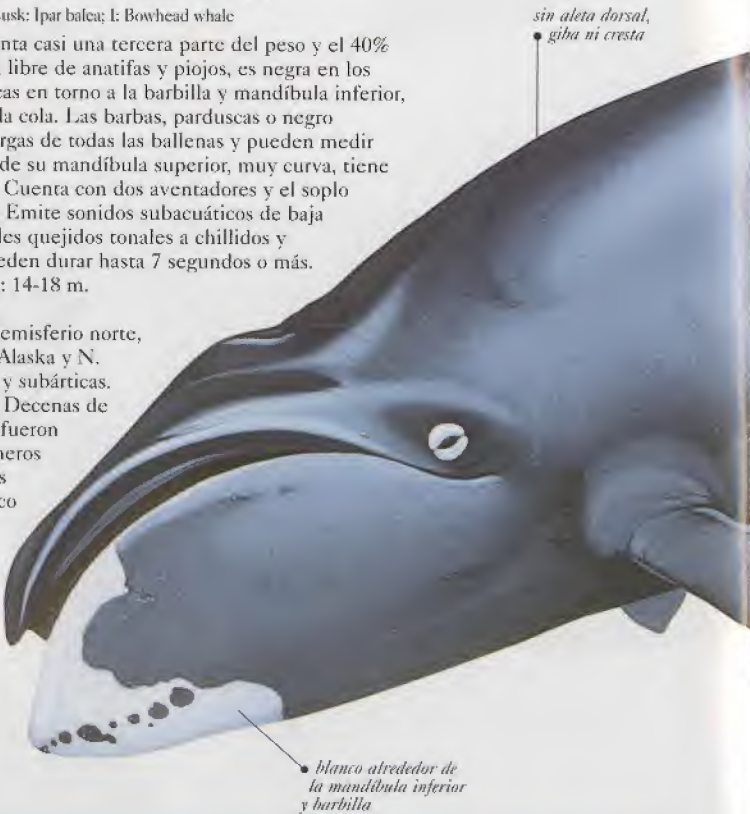 usk: Ipar balea; I: Bowhead whale
nta casi una tercera parte del peso y el 40%
libre de anatifas y piojos, es negra en los
as en torno a la barbilla y mandíbula inferior,
la cola. Las barbas, parduscas o negro
rgas de todas las ballenas y pueden medir
de su mandíbula superior, muy curva, tiene
Cuenta con dos aventadores y el soplo
Emite sonidos subacuáticos de baja
les quejidos tonales a chillidos y
eden durar hasta 7 segundos o más.
: 14-18 m.
emisferio norte,
Alaska y N.
y subárticas.
Decenas de
fueron
neros
s
co
sin aleta dorsal,
giba ni cresta
blanco alrededor de
la mandíbula inferior
y barbilla